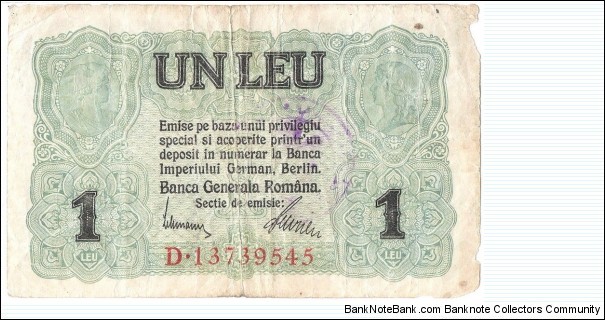 UN LEU
Emise pe baza unui privilegiu
special si acoperite printr'un
deposit în numerar la Banca
Imperiului German, Berlin.
Banca Generala Româna.
Sectie de emisie:
1 1
D·13739545
LEU LEU
BankNoteBank.com - Banknote Collectors Community